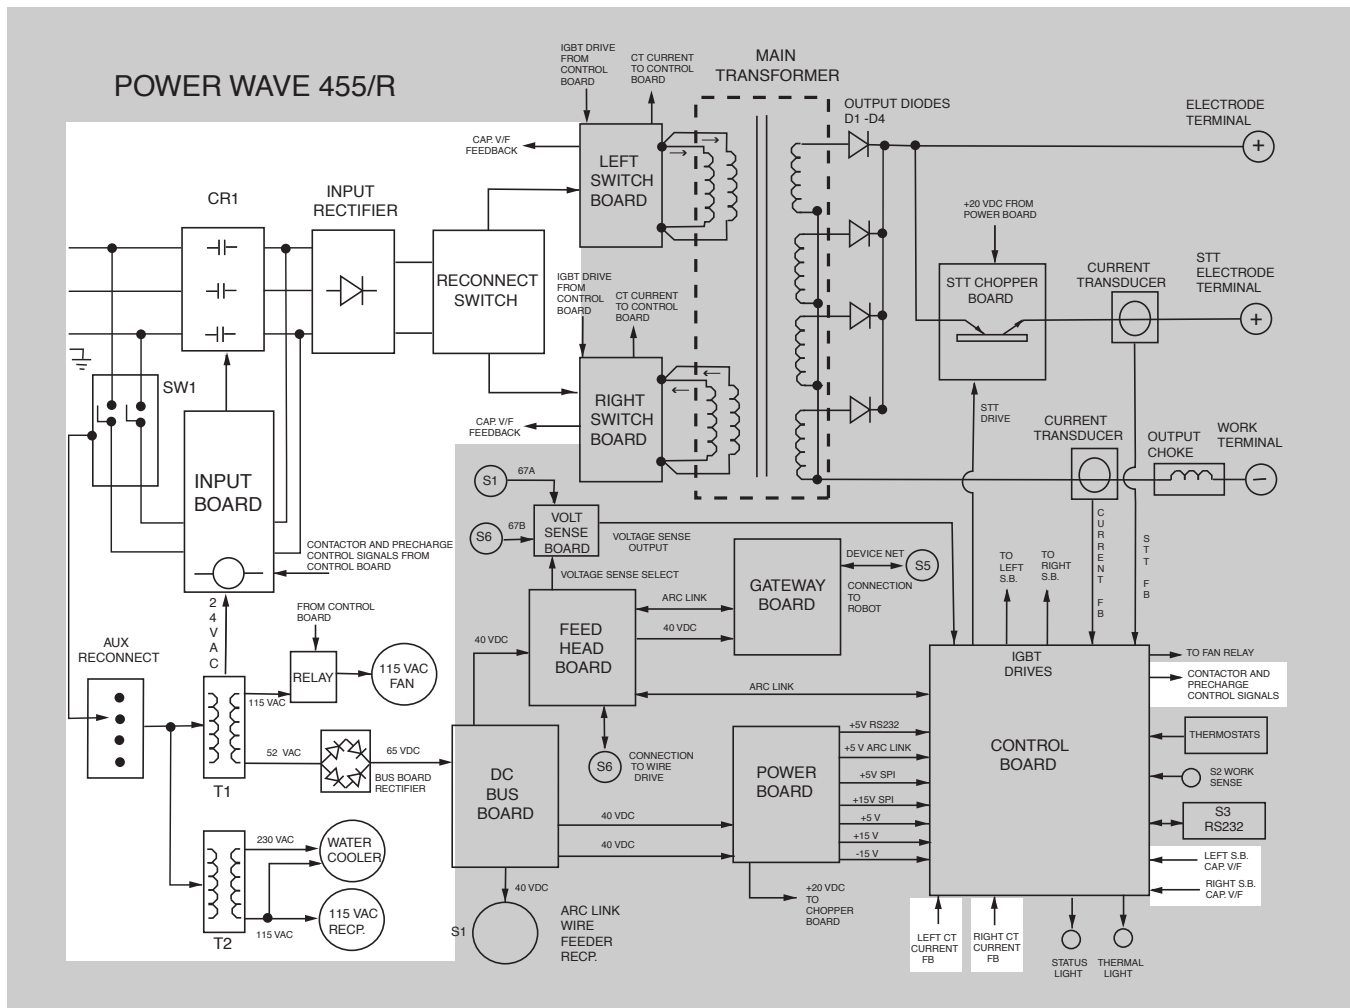 POWER WAVE 455/R
IGBT DRIVE
FROM
CONTROL
BOARD
CT CURRENT
TO CONTROL
BOARD
MAIN
TRANSFORMER
OUTPUT DIODES
D1 -D4
ELECTRODE
TERMINAL
+
CAP. V/F
FEEDBACK
LEFT
SWITCH
BOARD
CR1
INPUT
RECTIFIER
RECONNECT
SWITCH
IGBT DRIVE
FROM
CONTROL
BOARD
CT CURRENT
TO CONTROL
BOARD
+20 VDC FROM
POWER BOARD
STT CHOPPER
BOARD
CURRENT
TRANSDUCER
STT
ELECTRODE
TERMINAL
+
SW1
RIGHT
SWITCH
BOARD
CAP. V/F
FEEDBACK
STT
DRIVE
CURRENT
TRANSDUCER
OUTPUT
CHOKE
WORK
TERMINAL
–
INPUT
BOARD
CONTACTOR AND PRECHARGE
CONTROL SIGNALS FROM
CONTROL BOARD
S1
67A
S6
67B
VOLT
SENSE
BOARD
VOLTAGE SENSE
OUTPUT
VOLTAGE SENSE SELECT
GATEWAY
BOARD
DEVICE NET
S5
CONNECTION
TO
ROBOT
TO
LEFT
S.B.
TO
RIGHT
S.B.
CURRENT FB
STT FB
24VAC
FROM CONTROL
BOARD
AUX
RECONNECT
RELAY
115 VAC
FAN
115 VAC
40 VDC
FEED
HEAD
BOARD
ARC LINK
40 VDC
ARC LINK
IGBT
DRIVES
TO FAN RELAY
CONTACTOR AND
PRECHARGE
CONTROL SIGNALS
52 VAC
65 VDC
BUS BOARD
RECTIFIER
T1
DC
BUS
BOARD
S6
CONNECTION
TO WIRE
DRIVE
POWER
BOARD
+5V RS232
+5 V ARC LINK
+5V SPI
+15V SPI
+5 V
+15 V
-15 V
CONTROL
BOARD
THERMOSTATS
S2 WORK
SENSE
S3
RS232
LEFT S.B.
CAP. V/F
RIGHT S.B.
CAP. V/F
40 VDC
40 VDC
230 VAC
WATER
COOLER
115 VAC
RECP.
115 VAC
T2
40 VDC
S1
ARC LINK
WIRE
FEEDER
RECP.
+20 VDC
TO
CHOPPER
BOARD
LEFT CT
CURRENT
FB
RIGHT CT
CURRENT
FB
STATUS
LIGHT
THERMAL
LIGHT